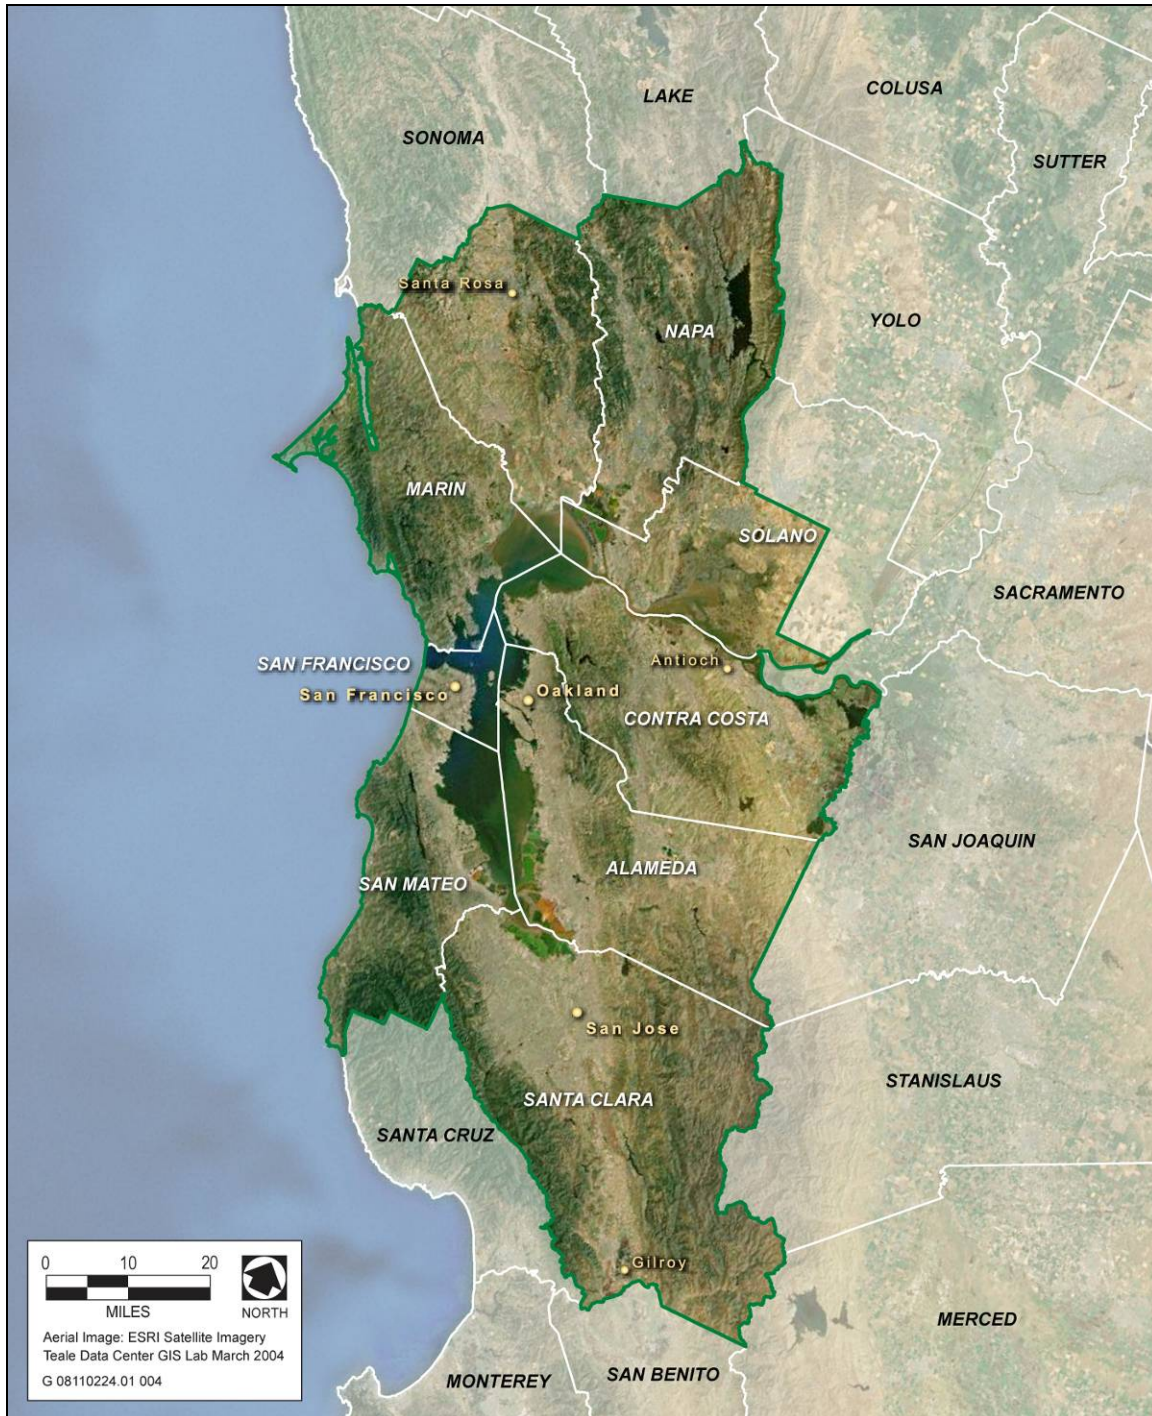 LAKE
COLUSA
SONOMA
SUTTER
Santa Rosa
NAPA
YOLO
MARIN
SOLANO
SACRAMENTO
SAN FRANCISCO
Antioch
San Francisco
Oakland
CONTRA COSTA
SAN JOAQUIN
ALAMEDA
SAN MATEO
San Jose
STANISLAUS
SANTA CLARA
SANTA CRUZ
Gilroy
0 10 20
MILES
NORTH
Aerial Image: ESRI Satellite Imagery
Teale Data Center GIS Lab March 2004
G 08110224.01 004
MERCED
SAN BENITO
MONTEREY